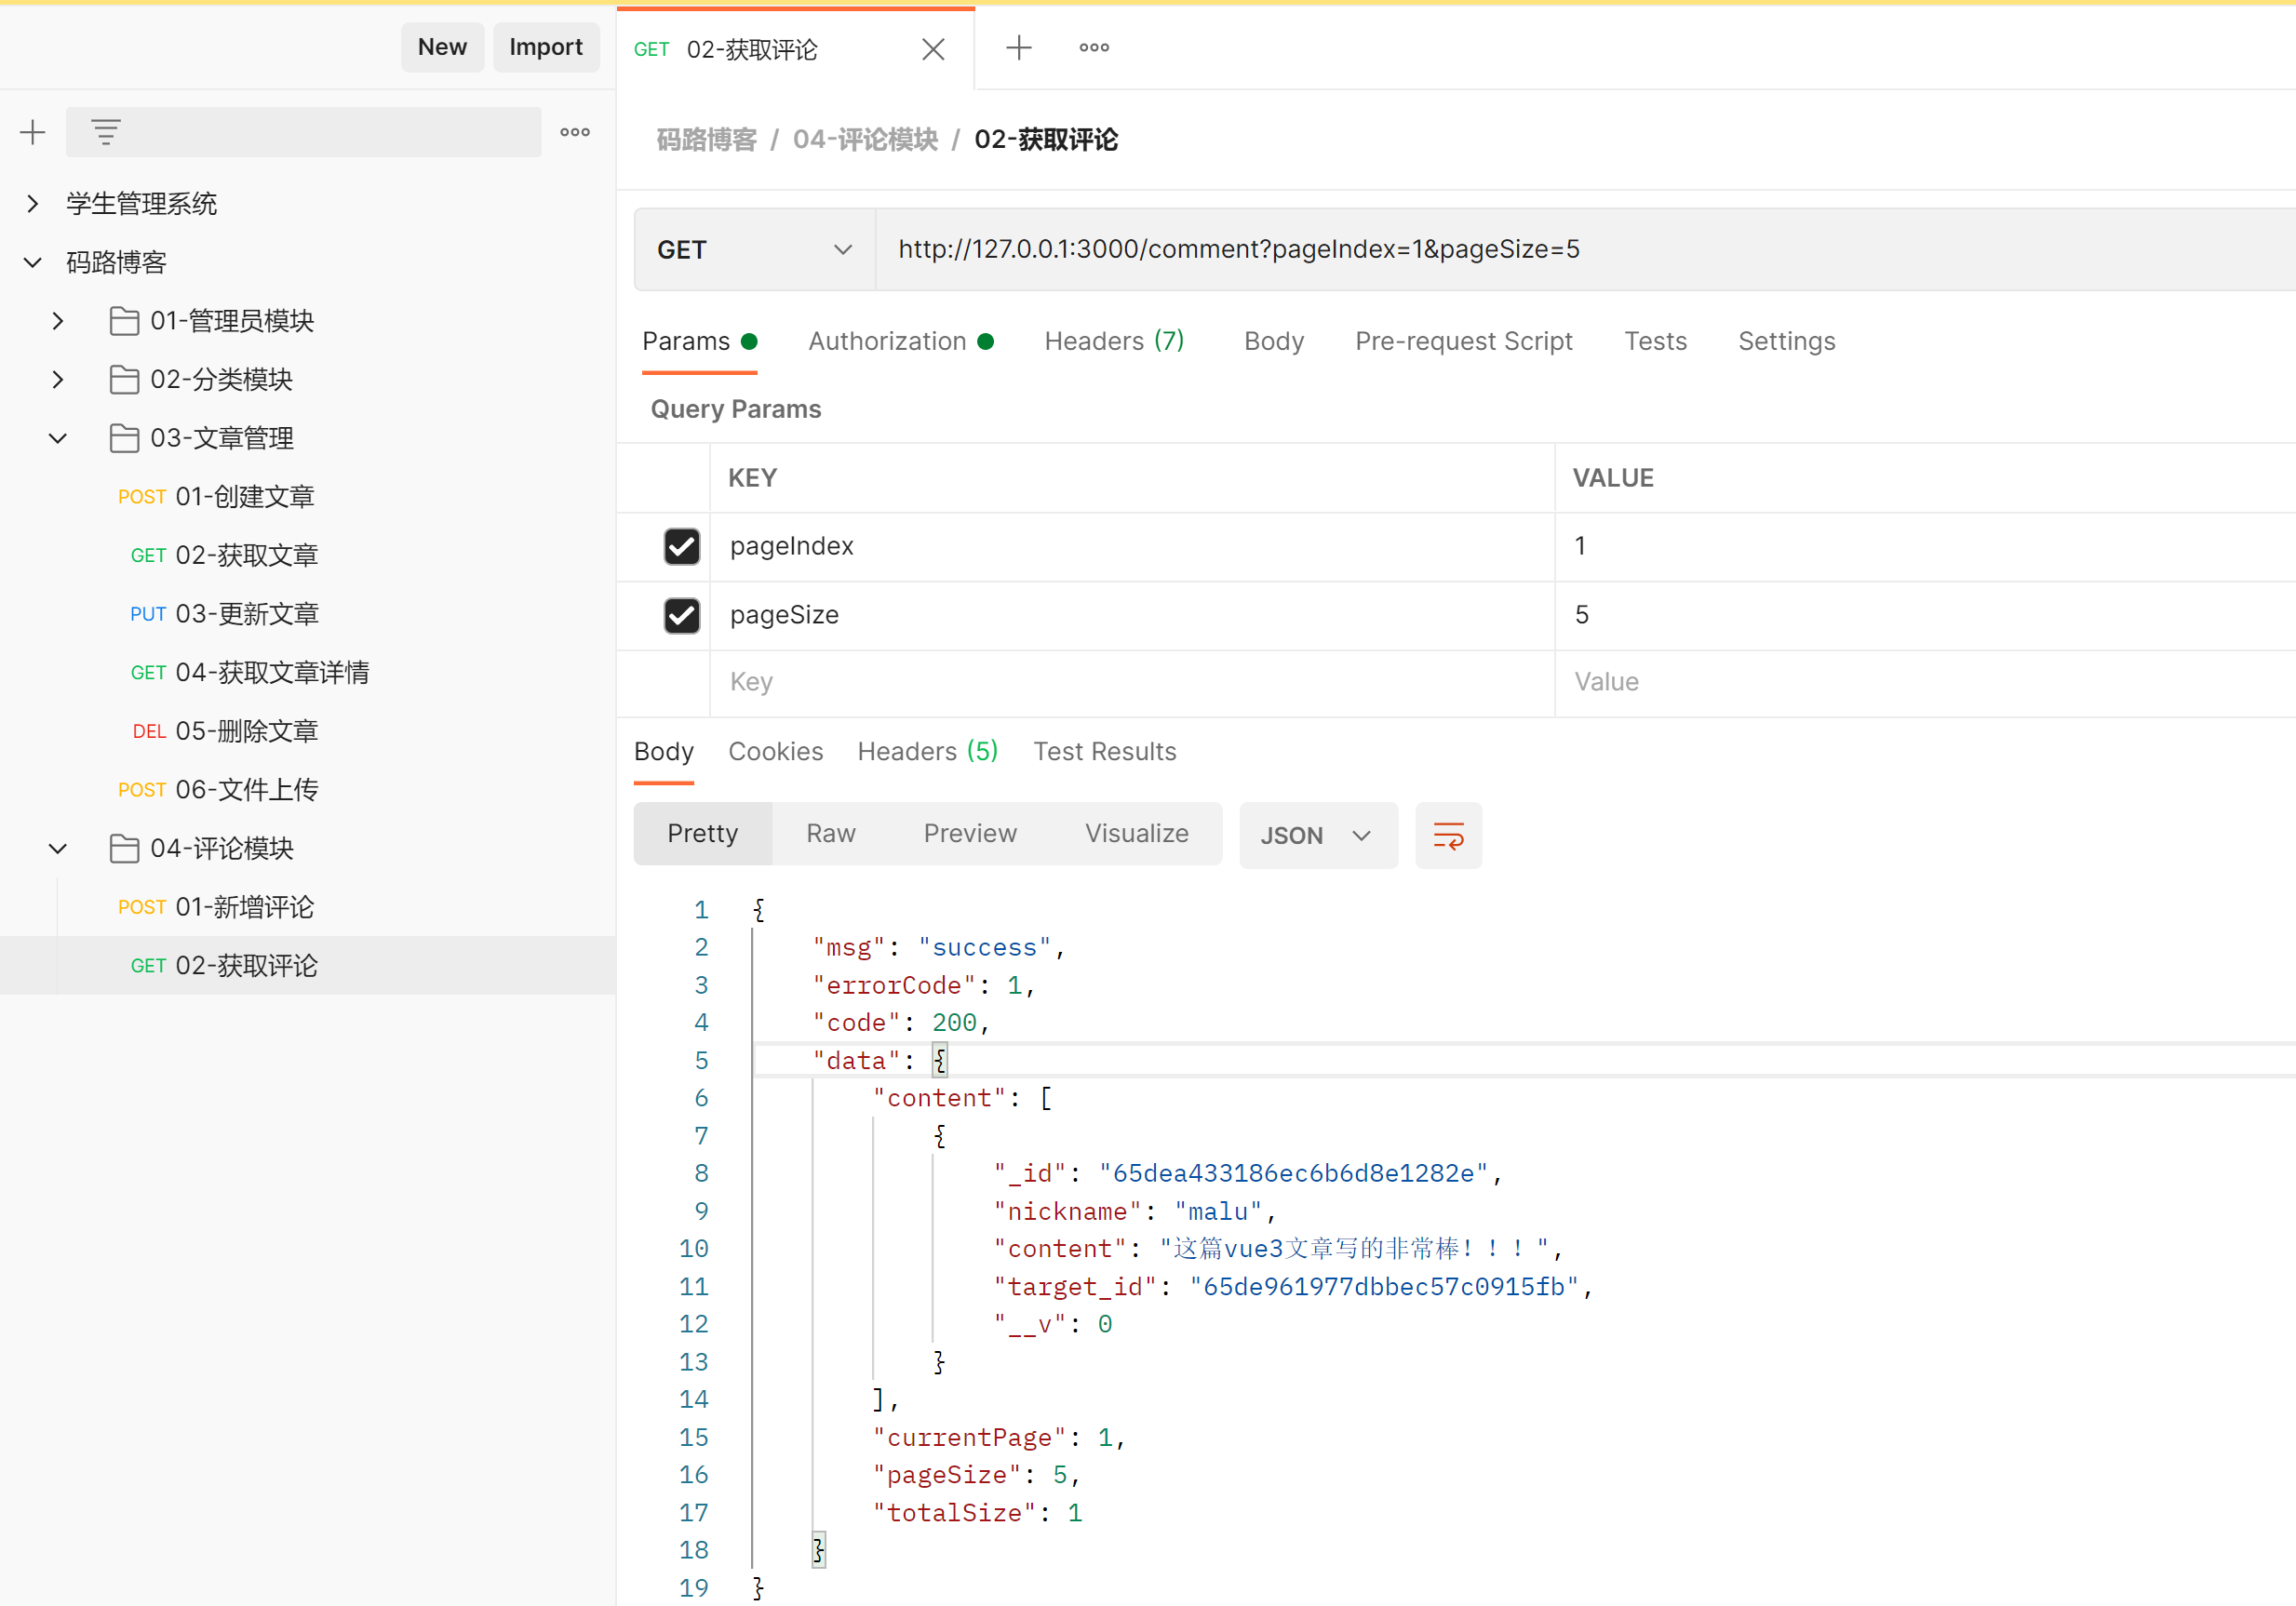 New Import
学生管理系统
码路博客
01-管理员模块
02-分类模块
03-文章管理
POST 01-创建文章
GET 02-获取文章
PUT 03-更新文章
GET 04-获取文章详情
DEL 05-删除文章
POST 06-文件上传
04-评论模块
POST 01-新增评论
GET 02-获取评论
GET 02-获取评论
码路博客 / 04-评论模块 / 02-获取评论
GET http://127.0.0.1:3000/comment?pageIndex=1&pageSize=5
Params Authorization Headers (7) Body Pre-request Script Tests Settings
Query Params
KEY VALUE
pageIndex 1
pageSize 5
Key Value
Body Cookies Headers (5) Test Results
Pretty Raw Preview Visualize JSON
1 {
2 "msg": "success",
3 "errorCode": 1,
4 "code": 200,
5 "data": {
6 "content": [
7 {
8 "_id": "65dea433186ec6b6d8e1282e",
9 "nickname": "malu",
10 "content": "这篇vue3文章写的非常棒！！！",
11 "target_id": "65de961977dbbec57c0915fb",
12 "__v": 0
13 }
14 ],
15 "currentPage": 1,
16 "pageSize": 5,
17 "totalSize": 1
18 }
19 }